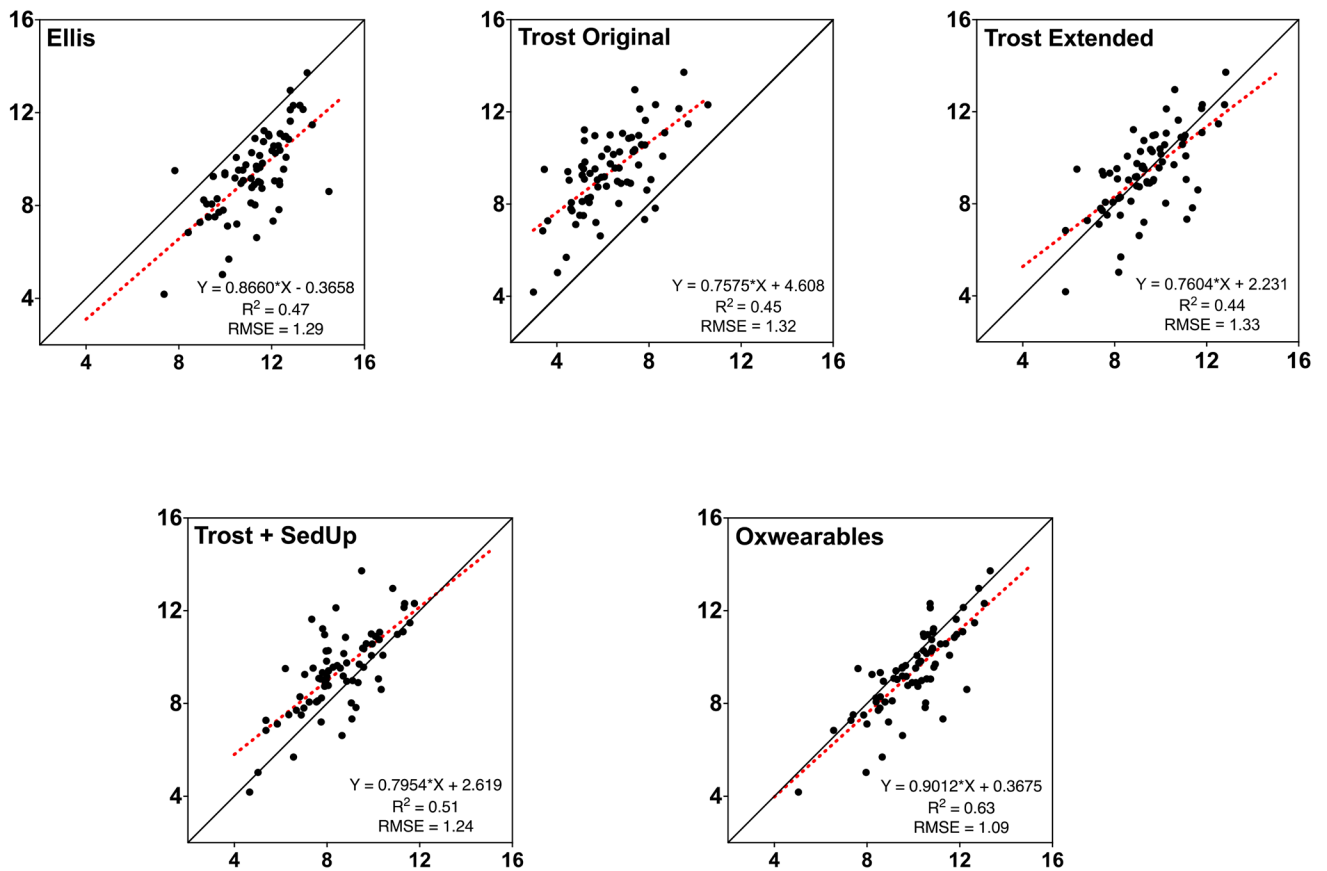 Ellis
16
12
8
4
Y = 0.8660*X - 0.3658
R² = 0.47
RMSE = 1.29
4 8 12 16
Trost Original
16
12
8
4
Y = 0.7575*X + 4.608
R² = 0.45
RMSE = 1.32
4 8 12 16
Trost Extended
16
12
8
4
Y = 0.7604*X + 2.231
R² = 0.44
RMSE = 1.33
4 8 12 16
Trost + SedUp
16
12
8
4
Y = 0.7954*X + 2.619
R² = 0.51
RMSE = 1.24
4 8 12 16
Oxwearables
16
12
8
4
Y = 0.9012*X + 0.3675
R² = 0.63
RMSE = 1.09
4 8 12 16